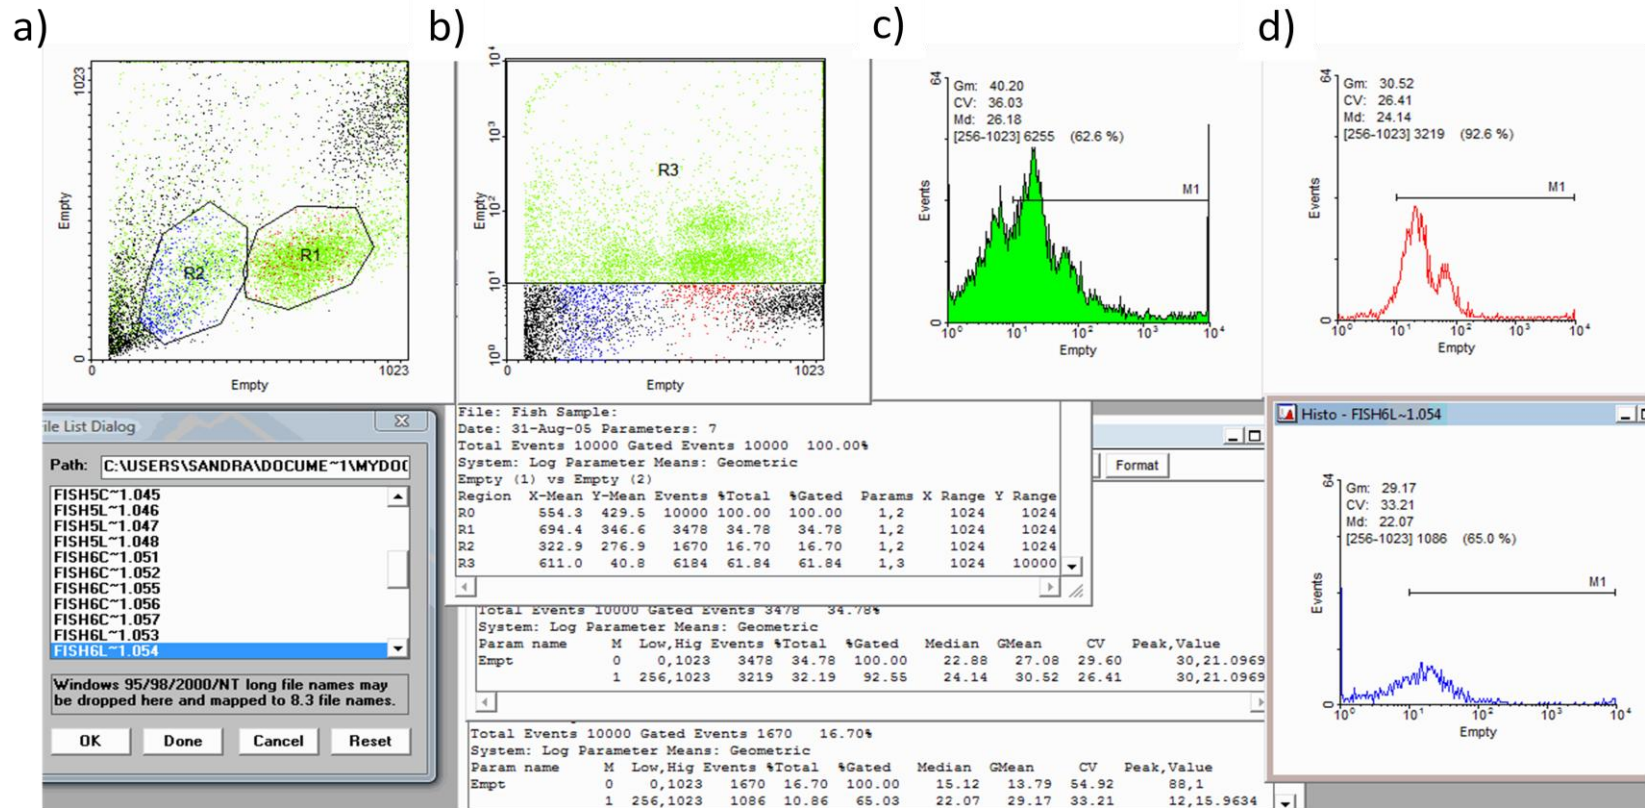 a)
b)
c)
d)
1023
Empty
0
R2
R1
0
1023
Empty
10^4
10^3
10^2
10^1
10^0
Empty
R3
0
1023
Empty
64
Gm: 40.20
CV: 36.03
Md: 26.18
[256-1023] 6255 (62.6 %)
M1
Events
0
10^0 10^1 10^2 10^3 10^4
Empty
64
Gm: 30.52
CV: 26.41
Md: 24.14
[256-1023] 3219 (92.6 %)
M1
Events
0
10^0 10^1 10^2 10^3 10^4
Empty
ile List Dialog
Path: C:\USERS\SANDRA\DOCUME~1\MYDO
FISH5C~1.045
FISH5L~1.046
FISH5L~1.047
FISH5L~1.048
FISH6C~1.051
FISH6C~1.052
FISH6C~1.055
FISH6C~1.056
FISH6C~1.057
FISH6L~1.053
FISH6L~1.054
Windows 95/98/2000/NT long file names may
be dropped here and mapped to 8.3 file names.
OK Done Cancel Reset
File: Fish Sample:
Date: 31-Aug-05 Parameters: 7
Total Events 10000 Gated Events 10000 100.00%
System: Log Parameter Means: Geometric
Empty (1) vs Empty (2)
Region X-Mean Y-Mean Events %Total %Gated Params X Range Y Range
R0 554.3 429.5 10000 100.00 100.00 1,2 1024 1024
R1 694.4 346.6 3478 34.78 34.78 1,2 1024 1024
R2 322.9 276.9 1670 16.70 16.70 1,2 1024 1024
R3 611.0 40.8 6184 61.84 61.84 1,3 1024 10000
Format
Total Events 10000 Gated Events 3478 34.78%
System: Log Parameter Means: Geometric
Param name M Low,Hig Events %Total %Gated Median GMean CV Peak,Value
Empt 0 0,1023 3478 34.78 100.00 22.88 27.08 29.60 30,21.0969
1 256,1023 3219 32.19 92.55 24.14 30.52 26.41 30,21.0969
Total Events 10000 Gated Events 1670 16.70%
System: Log Parameter Means: Geometric
Param name M Low,Hig Events %Total %Gated Median GMean CV Peak,Value
Empt 0 0,1023 1670 16.70 100.00 15.12 13.79 54.92 88,1
1 256,1023 1086 10.86 65.03 22.07 29.17 33.21 12,15.9634
Histo - FISH6L~1.054
64
Gm: 29.17
CV: 33.21
Md: 22.07
[256-1023] 1086 (65.0 %)
M1
Events
0
10^0 10^1 10^2 10^3 10^4
Empty